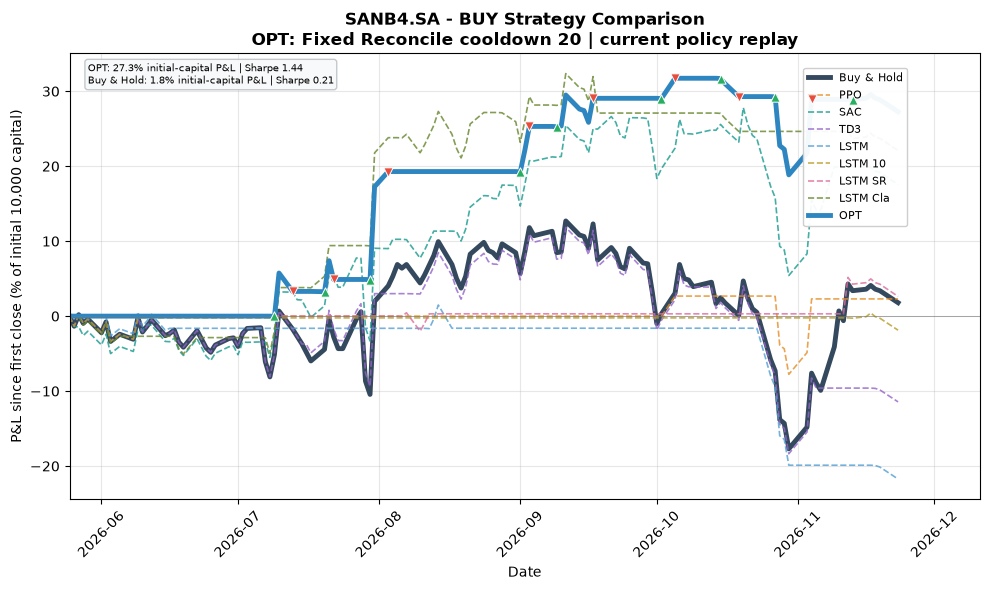 SANB4.SA - BUY Strategy Comparison
OPT: Fixed Reconcile cooldown 20 | current policy replay
OPT: 27.3% initial-capital P&L | Sharpe 1.44
Buy & Hold: 1.8% initial-capital P&L | Sharpe 0.21
Buy & Hold
PPO
SAC
TD3
LSTM
LSTM 10
LSTM SR
LSTM Cla
OPT
P&L since first close (% of initial 10,000 capital)
30
20
10
0
−10
−20
2026-06
2026-07
2026-08
2026-09
2026-10
2026-11
2026-12
Date